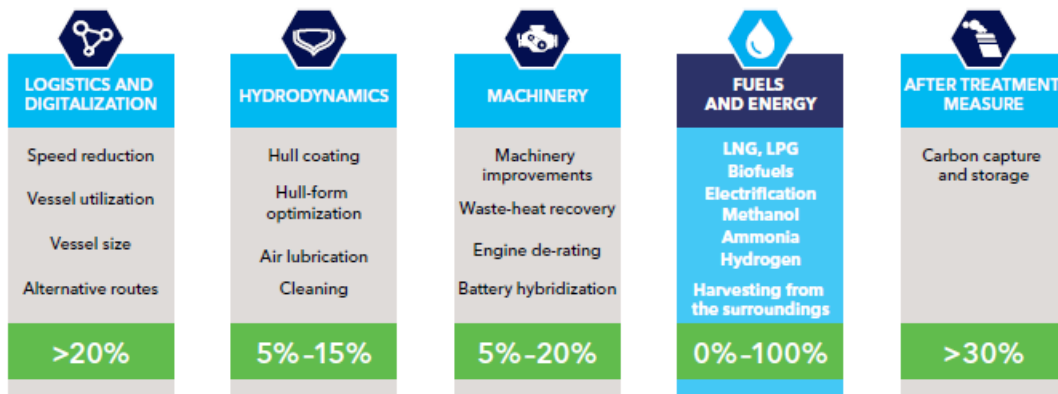 LOGISTICS AND
DIGITALIZATION
Speed reduction
Vessel utilization
Vessel size
Alternative routes
>20%
HYDRODYNAMICS
Hull coating
Hull-form
optimization
Air lubrication
Cleaning
5%–15%
MACHINERY
Machinery
improvements
Waste-heat recovery
Engine de-rating
Battery hybridization
5%–20%
FUELS
AND ENERGY
LNG, LPG
Biofuels
Electrification
Methanol
Ammonia
Hydrogen
Harvesting from
the surroundings
0%–100%
AFTER TREATMENT
MEASURE
Carbon capture
and storage
>30%